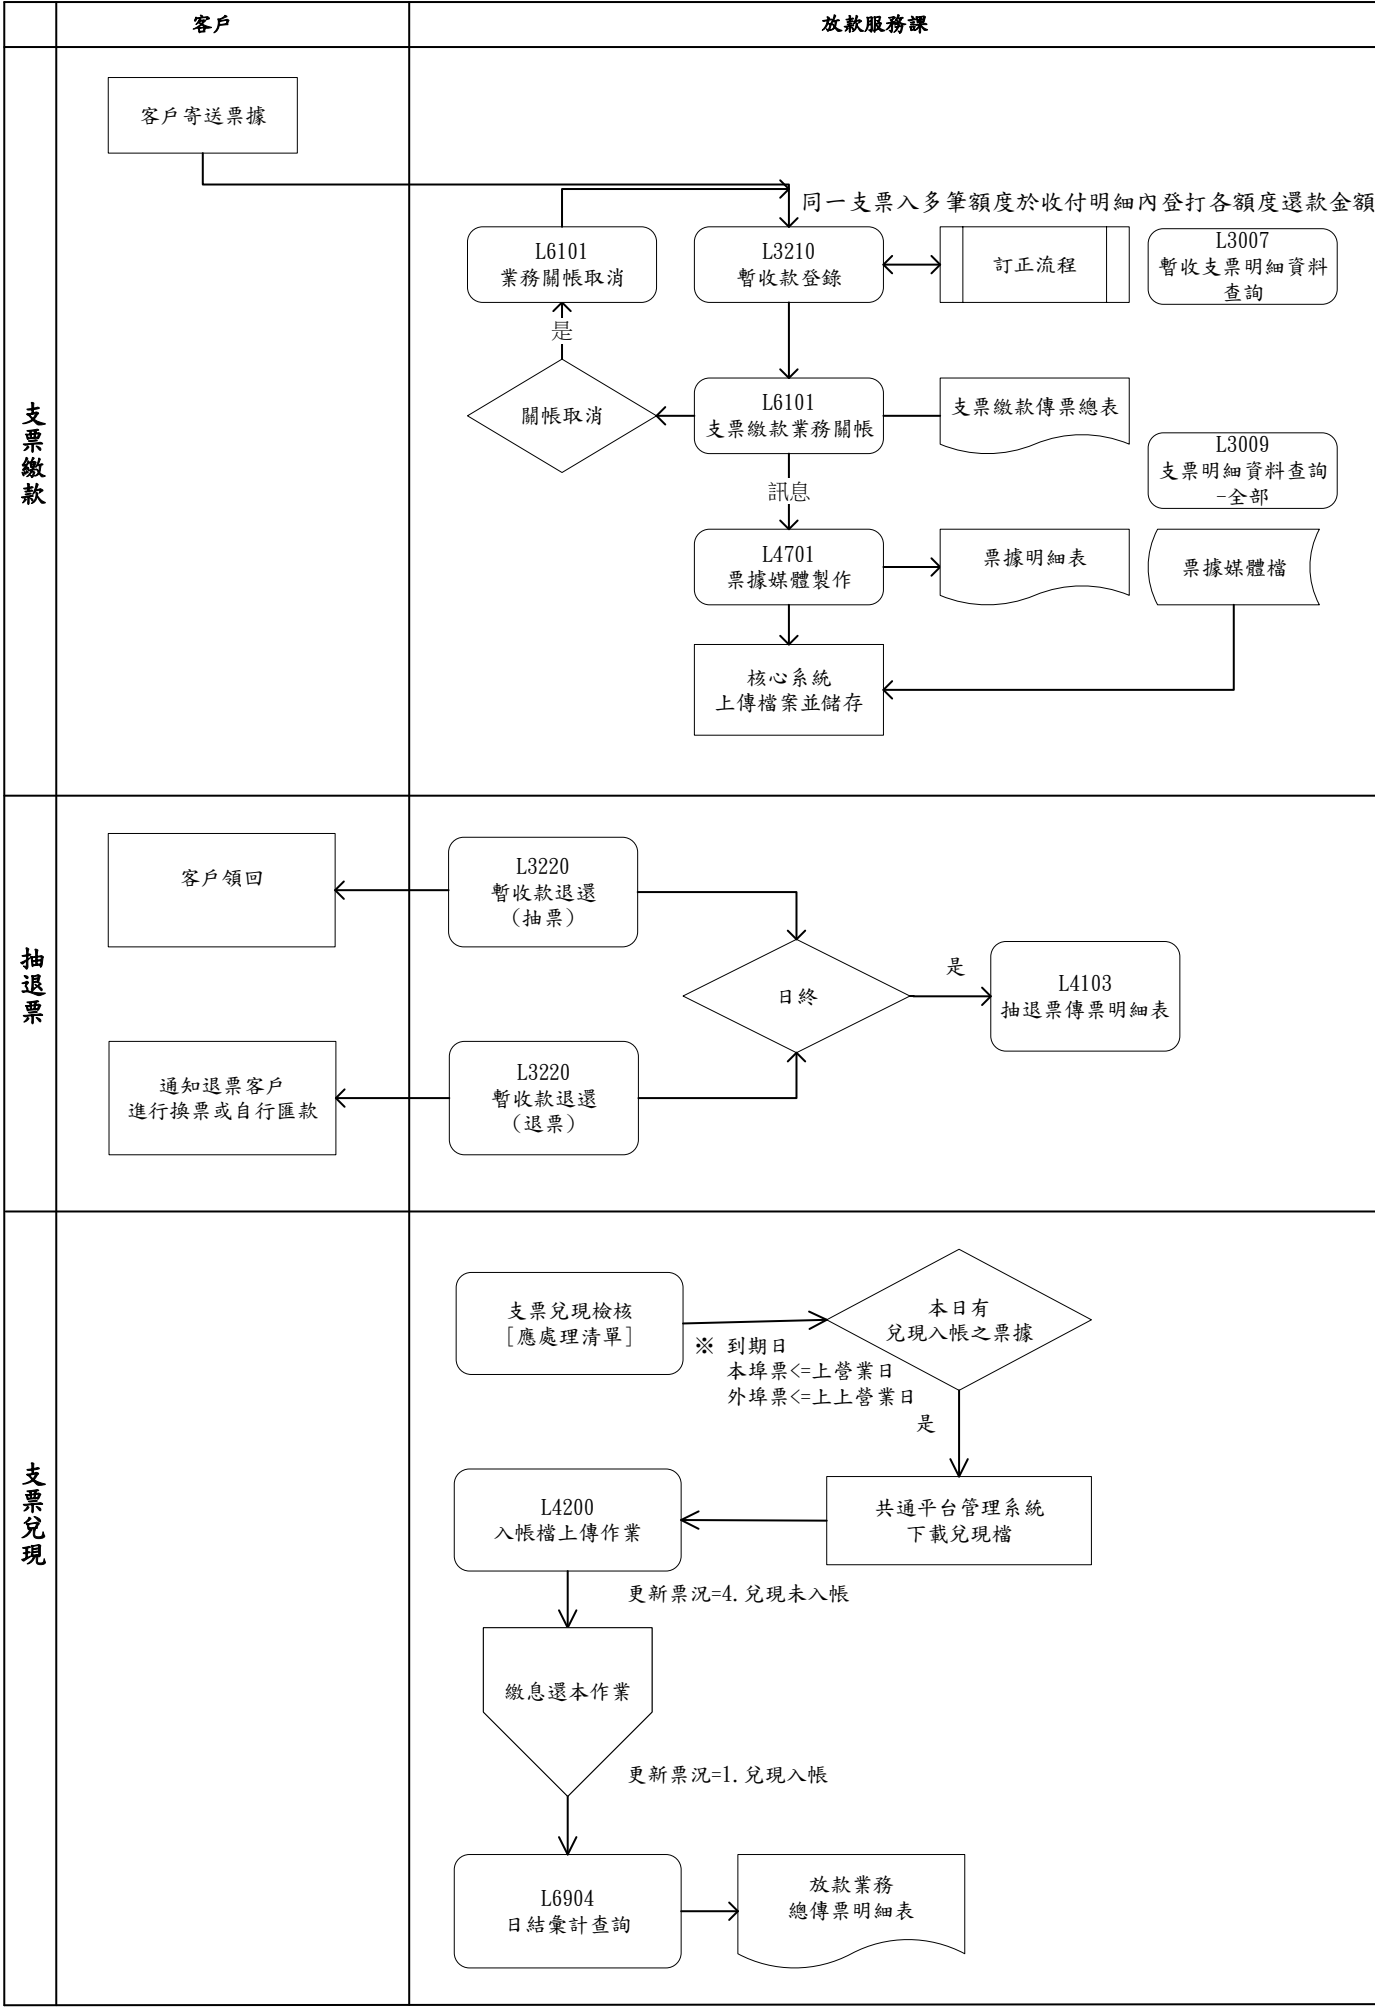 客戶
放款服務課
支票繳款
客戶寄送票據
同一支票入多筆額度於收付明細內登打各額度還款金額
L6101
業務關帳取消
L3210
暫收款登錄
訂正流程
L3007
暫收支票明細資料
查詢
是
關帳取消
L6101
支票繳款業務關帳
支票繳款傳票總表
L3009
支票明細資料查詢
-全部
訊息
L4701
票據媒體製作
票據明細表
票據媒體檔
核心系統
上傳檔案並儲存
抽退票
客戶領回
L3220
暫收款退還
(抽票)
日終
是
L4103
抽退票傳票明細表
通知退票客戶
進行換票或自行匯款
L3220
暫收款退還
(退票)
支票兌現
支票兌現檢核
[應處理清單]
本日有
兌現入帳之票據
※ 到期日
本埠票<=上營業日
外埠票<=上上營業日
是
L4200
入帳檔上傳作業
共通平台管理系統
下載兌現檔
更新票況=4.兌現未入帳
繳息還本作業
更新票況=1.兌現入帳
L6904
日結彙計查詢
放款業務
總傳票明細表